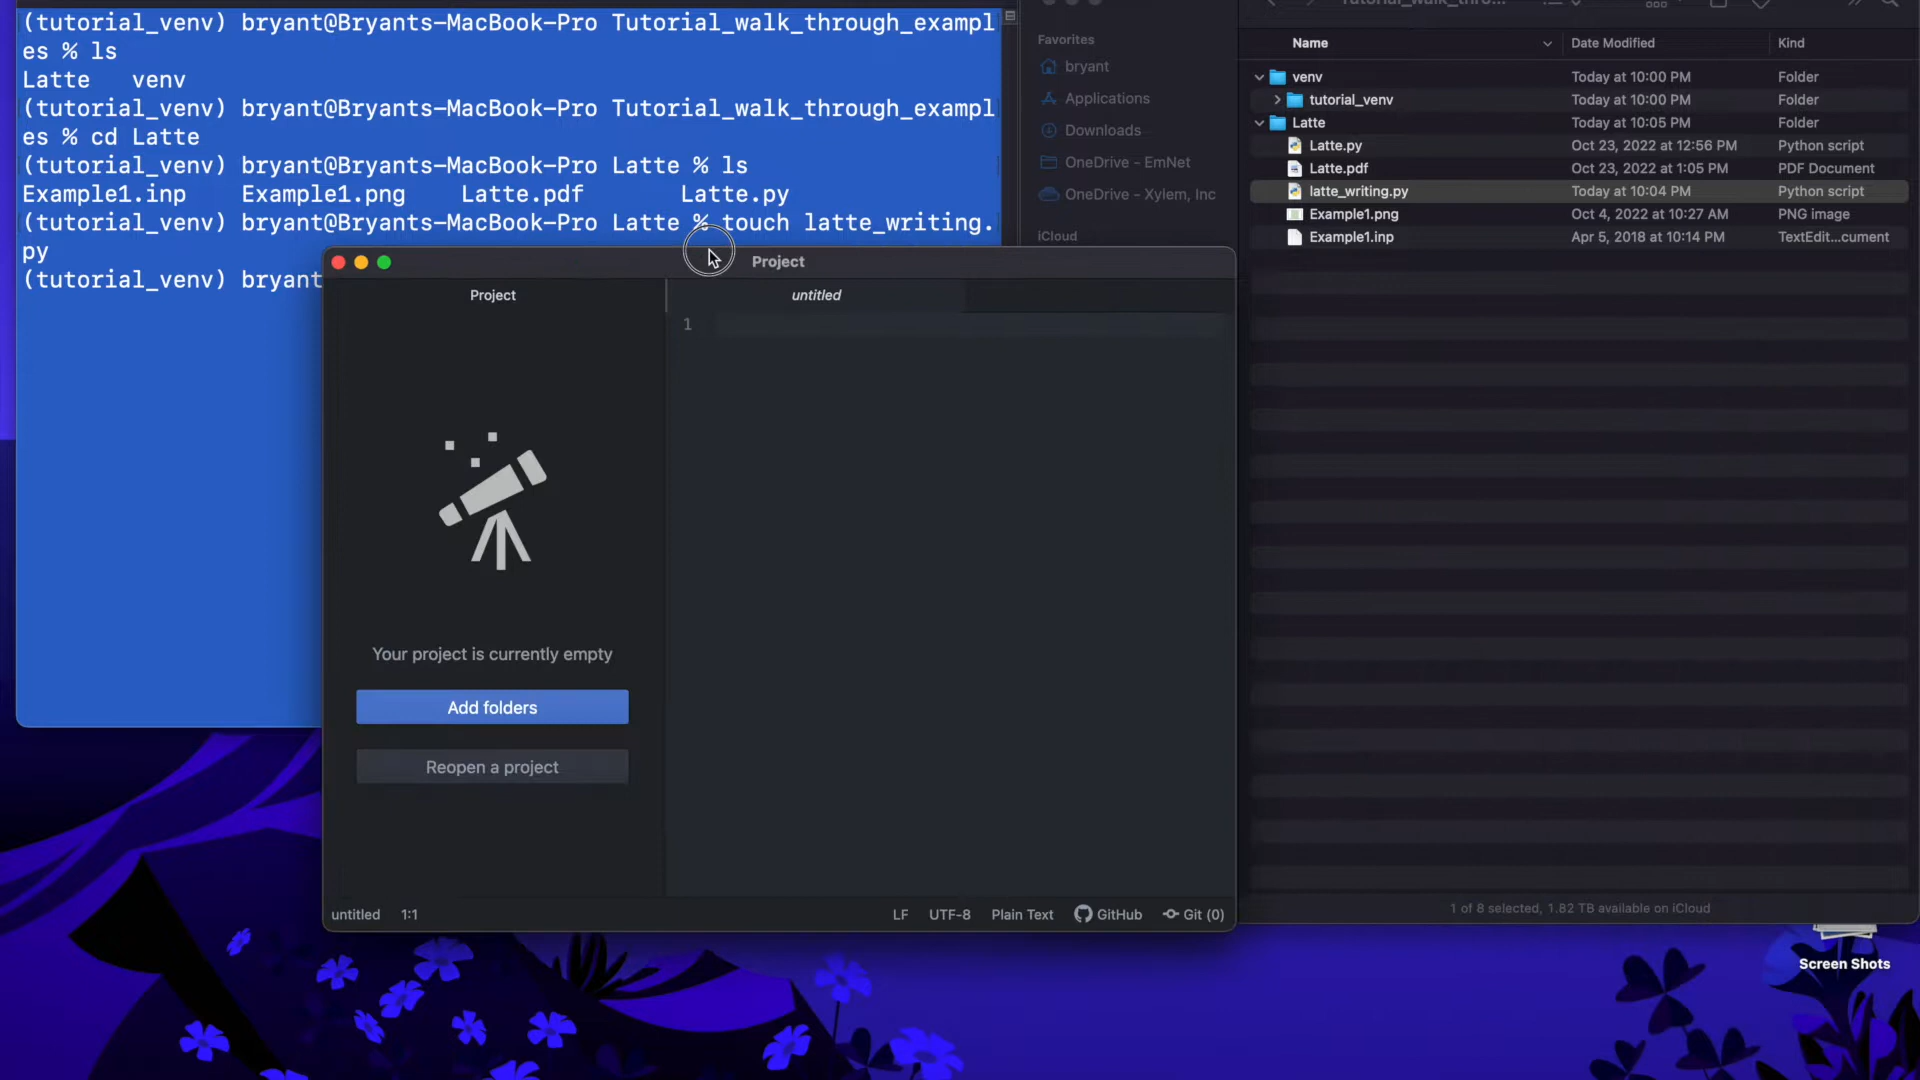 (tutorial_venv) bryant@Bryants-MacBook-Pro Tutorial_walk_through_exampl
es % ls
Latte venv
(tutorial_venv) bryant@Bryants-MacBook-Pro Tutorial_walk_through_exampl
es % cd Latte
(tutorial_venv) bryant@Bryants-MacBook-Pro Latte % ls
Example1.inp Example1.png Latte.pdf Latte.py
(tutorial_venv) bryant@Bryants-MacBook-Pro Latte % touch latte_writing.
py
(tutorial_venv) bryant
Project
Project
untitled
1
Your project is currently empty
Add folders
Reopen a project
untitled 1:1
LF UTF-8 Plain Text GitHub Git (0)
Favorites
bryant
Applications
Downloads
OneDrive - EmNet
OneDrive - Xylem, Inc
iCloud
Tutorial_walk_thro...
Name Date Modified Kind
venv Today at 10:00 PM Folder
tutorial_venv Today at 10:00 PM Folder
Latte Today at 10:05 PM Folder
Latte.py Oct 23, 2022 at 12:56 PM Python script
Latte.pdf Oct 23, 2022 at 1:05 PM PDF Document
latte_writing.py Today at 10:04 PM Python script
Example1.png Oct 4, 2022 at 10:27 AM PNG image
Example1.inp Apr 5, 2018 at 10:14 PM TextEdit...cument
1 of 8 selected, 1.82 TB available on iCloud
Screen Shots